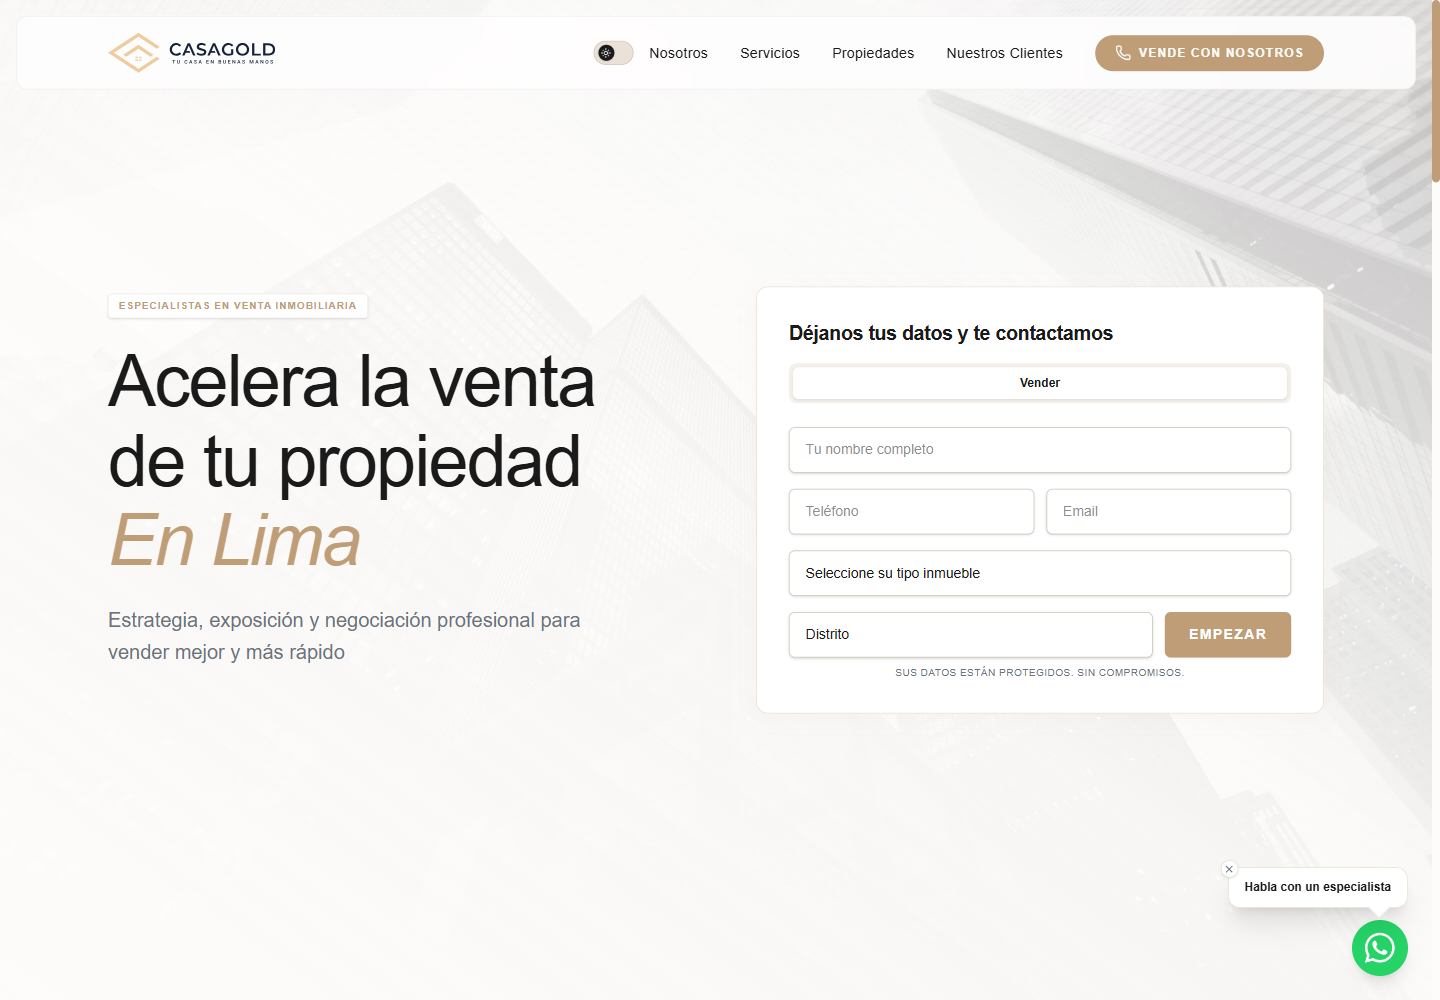 CASAGOLD
TU CASA EN BUENAS MANOS
Nosotros
Servicios
Propiedades
Nuestros Clientes
VENDE CON NOSOTROS
ESPECIALISTAS EN VENTA INMOBILIARIA
Acelera la venta
de tu propiedad
En Lima
Estrategia, exposición y negociación profesional para
vender mejor y más rápido
Déjanos tus datos y te contactamos
Vender
Tu nombre completo
Teléfono
Email
Seleccione su tipo inmueble
Distrito
EMPEZAR
SUS DATOS ESTÁN PROTEGIDOS. SIN COMPROMISOS.
Habla con un especialista